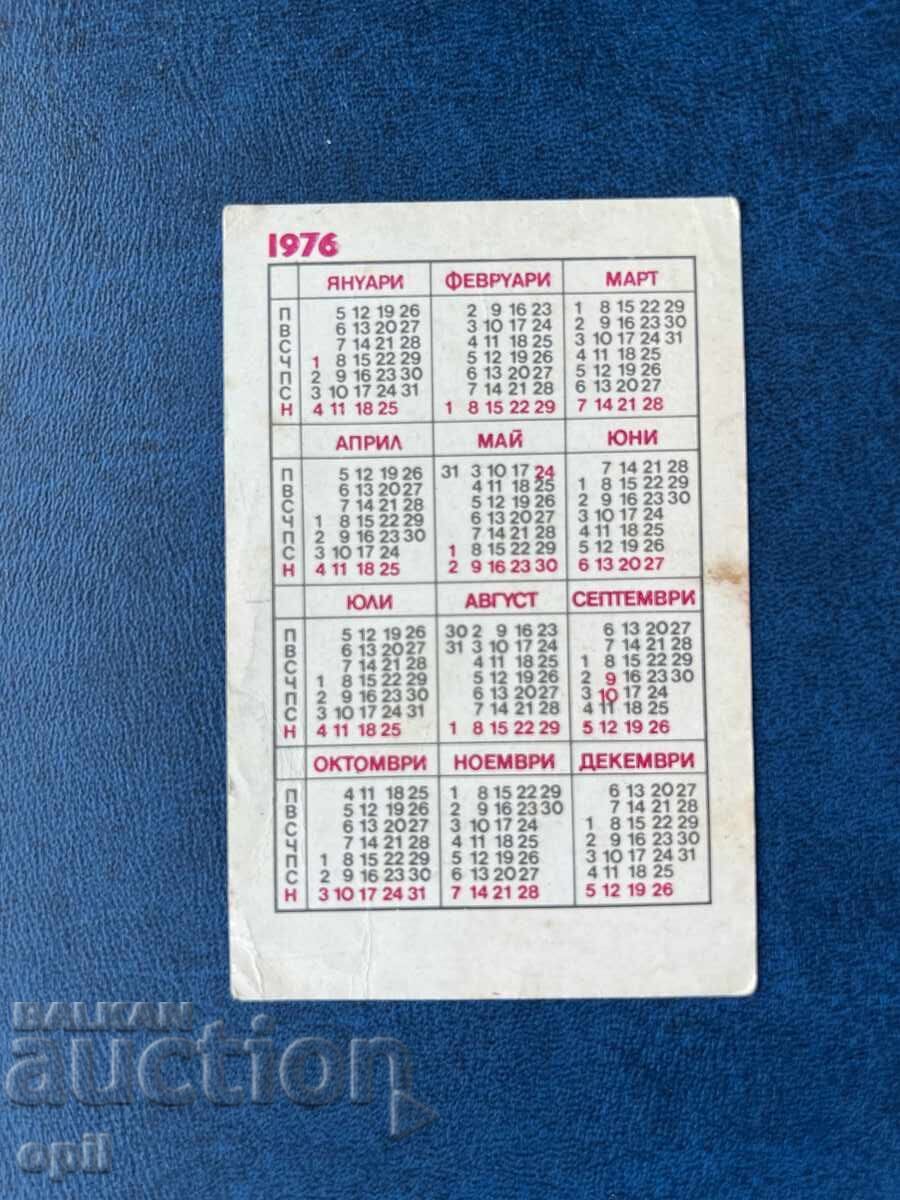 1976
ЯНУАРИ ФЕВРУАРИ МАРТ
П 5 12 19 26 2 9 16 23 1 8 15 22 29
В 6 13 20 27 3 10 17 24 2 9 16 23 30
С 7 14 21 28 4 11 18 25 3 10 17 24 31
Ч 1 8 15 22 29 5 12 19 26 4 11 18 25
П 2 9 16 23 30 6 13 20 27 5 12 19 26
С 3 10 17 24 31 7 14 21 28 6 13 20 27
Н 4 11 18 25 1 8 15 22 29 7 14 21 28
АПРИЛ МАЙ ЮНИ
П 5 12 19 26 31 3 10 17 24 7 14 21 28
В 6 13 20 27 4 11 18 25 1 8 15 22 29
С 7 14 21 28 5 12 19 26 2 9 16 23 30
Ч 1 8 15 22 29 6 13 20 27 3 10 17 24
П 2 9 16 23 30 7 14 21 28 4 11 18 25
С 3 10 17 24 1 8 15 22 29 5 12 19 26
Н 4 11 18 25 2 9 16 23 30 6 13 20 27
ЮЛИ АВГУСТ СЕПТЕМВРИ
П 5 12 19 26 30 2 9 16 23 6 13 20 27
В 6 13 20 27 31 3 10 17 24 7 14 21 28
С 7 14 21 28 4 11 18 25 1 8 15 22 29
Ч 1 8 15 22 29 5 12 19 26 2 9 16 23 30
П 2 9 16 23 30 6 13 20 27 3 10 17 24
С 3 10 17 24 31 7 14 21 28 4 11 18 25
Н 4 11 18 25 1 8 15 22 29 5 12 19 26
ОКТОМВРИ НОЕМВРИ ДЕКЕМВРИ
П 4 11 18 25 1 8 15 22 29 6 13 20 27
В 5 12 19 26 2 9 16 23 30 7 14 21 28
С 6 13 20 27 3 10 17 24 1 8 15 22 29
Ч 7 14 21 28 4 11 18 25 2 9 16 23 30
П 1 8 15 22 29 5 12 19 26 3 10 17 24 31
С 2 9 16 23 30 6 13 20 27 4 11 18 25
Н 3 10 17 24 31 7 14 21 28 5 12 19 26
BALKAN
auction
opil